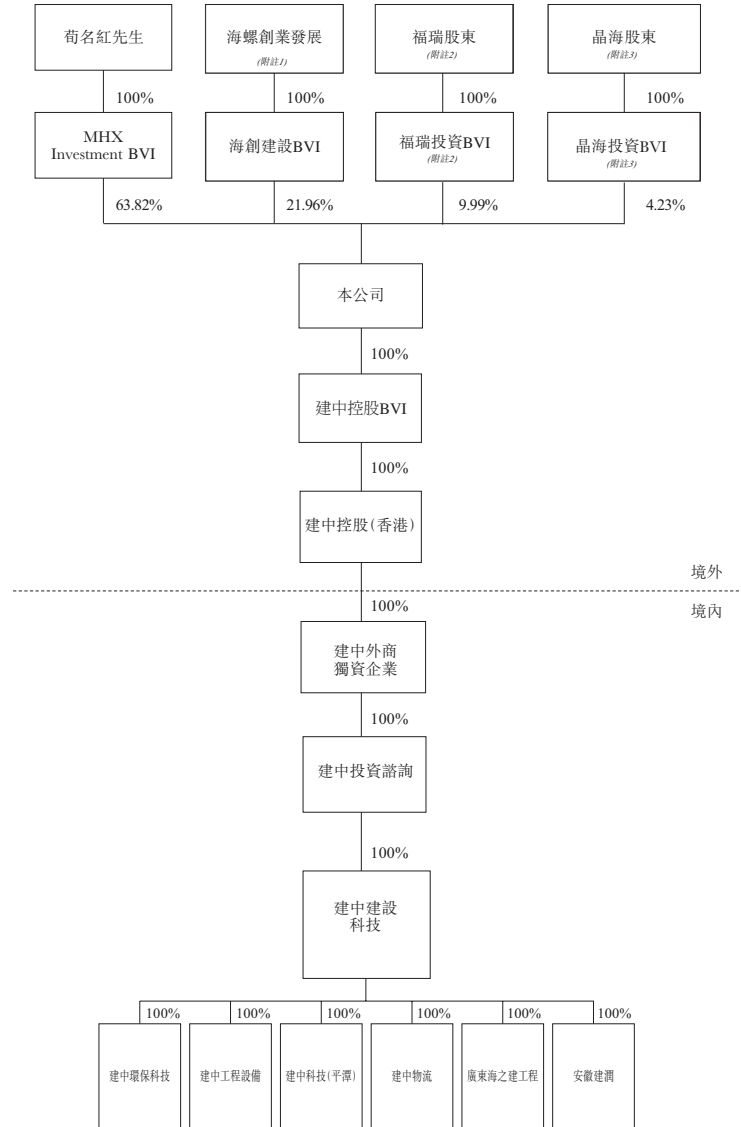 荀名紅先生
海螺創業發展
(附註1)
福瑞股東
(附註2)
晶海股東
(附註3)
100%
100%
100%
100%
MHX
Investment BVI
海創建設BVI
福瑞投資BVI
(附註2)
晶海投資BVI
(附註3)
63.82%
21.96%
9.99%
4.23%
本公司
100%
建中控股BVI
100%
建中控股(香港)
境外
100%
境內
建中外商
獨資企業
100%
建中投資諮詢
100%
建中建設
科技
100%
100%
100%
100%
100%
100%
建中環保科技
建中工程設備
建中科技(平潭)
建中物流
廣東海之建工程
安徽建潤